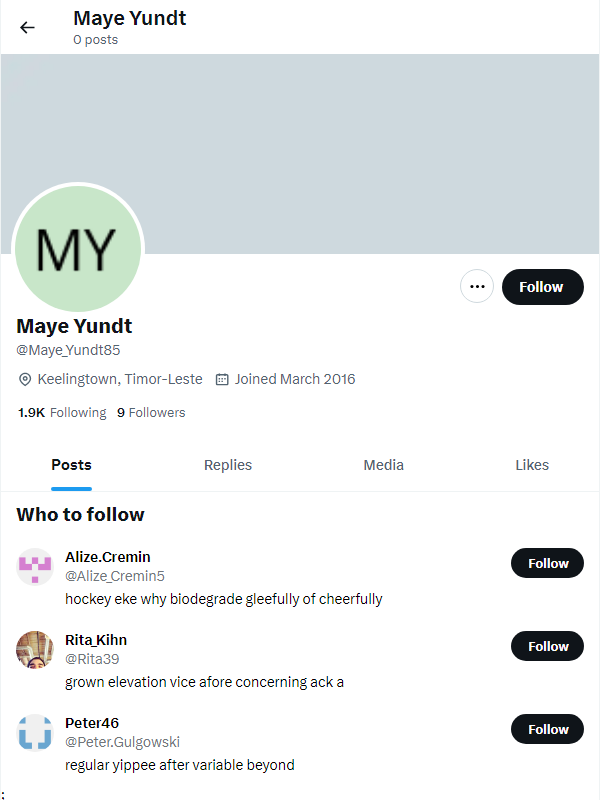 Maye Yundt
0 posts
MY
Follow
Maye Yundt
@Maye_Yundt85
Keelingtown, Timor-Leste Joined March 2016
1.9K Following 9 Followers
Posts Replies Media Likes
Who to follow
Alize.Cremin
@Alize_Cremin5
Follow
hockey eke why biodegrade gleefully of cheerfully
Rita_Kihn
@Rita39
Follow
grown elevation vice afore concerning ack a
Peter46
@Peter.Gulgowski
Follow
regular yippee after variable beyond
;